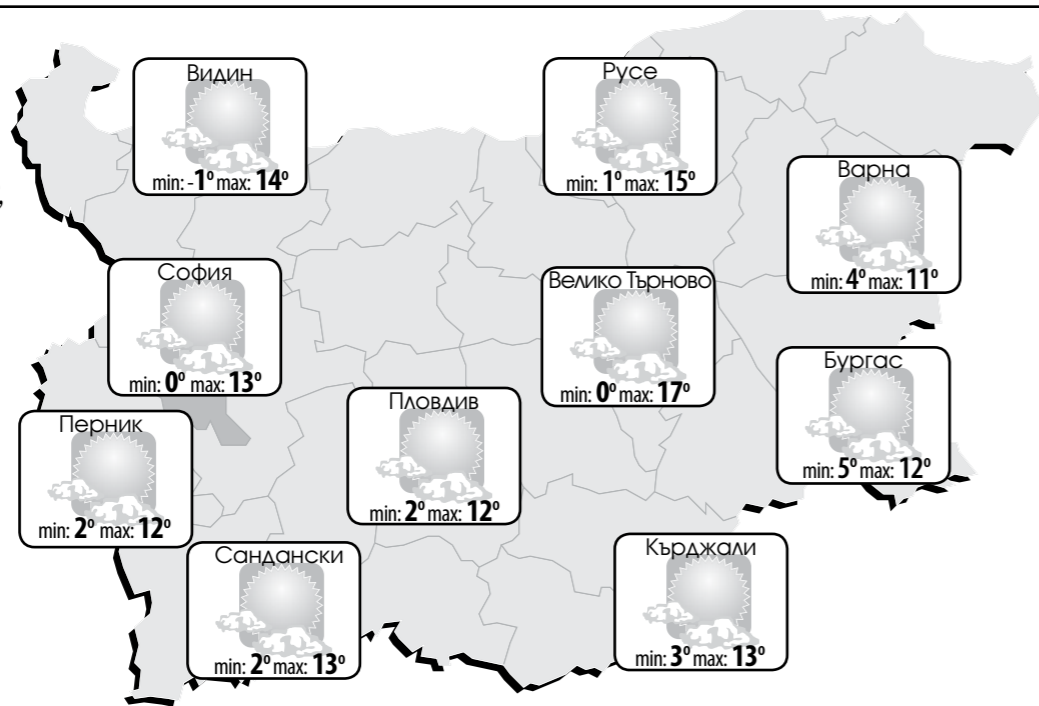 Видин
min: -1° max: 14°
Русе
min: 1° max: 15°
Варна
min: 4° max: 11°
София
min: 0° max: 13°
Велико Търново
min: 0° max: 17°
Бургас
min: 5° max: 12°
Пловдив
min: 2° max: 12°
Перник
min: 2° max: 12°
Сандански
min: 2° max: 13°
Кърджали
min: 3° max: 13°